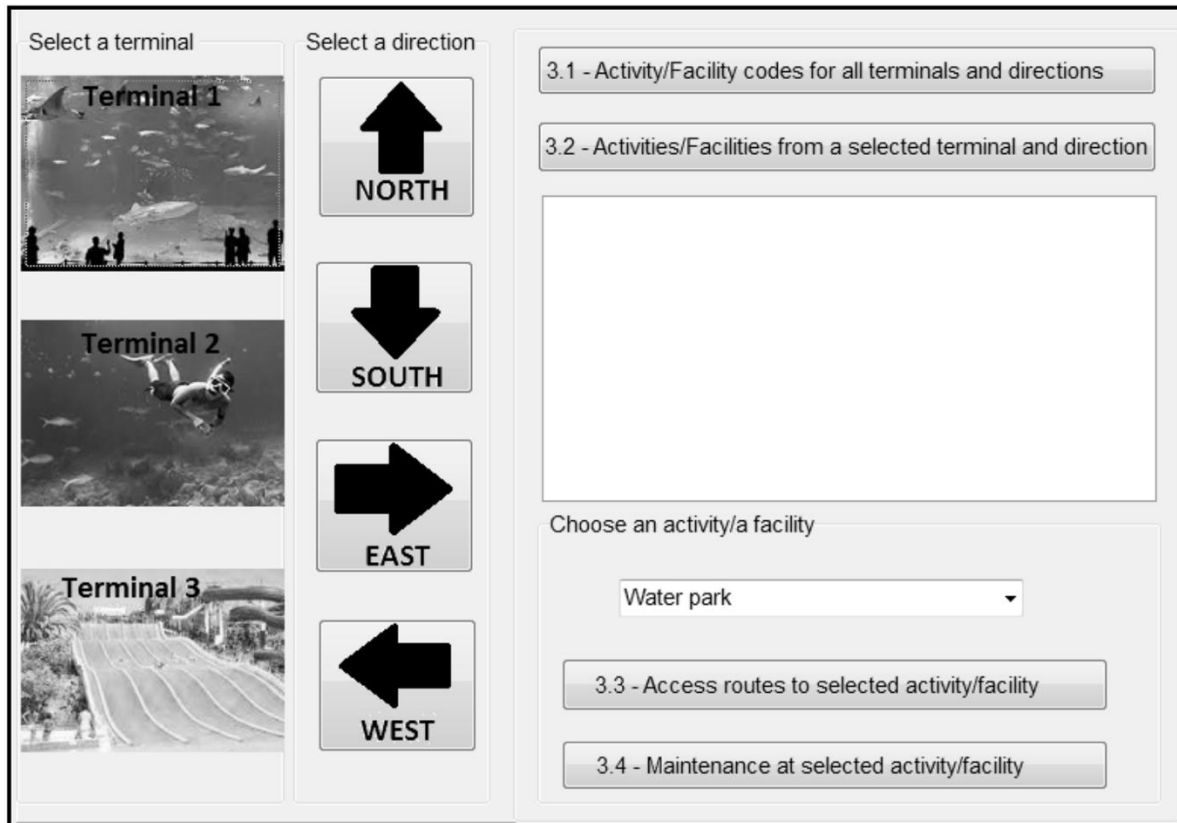 Select a terminal
Terminal 1
Terminal 2
Terminal 3
Select a direction
NORTH
SOUTH
EAST
WEST
3.1 - Activity/Facility codes for all terminals and directions
3.2 - Activities/Facilities from a selected terminal and direction
Choose an activity/a facility
Water park
3.3 - Access routes to selected activity/facility
3.4 - Maintenance at selected activity/facility